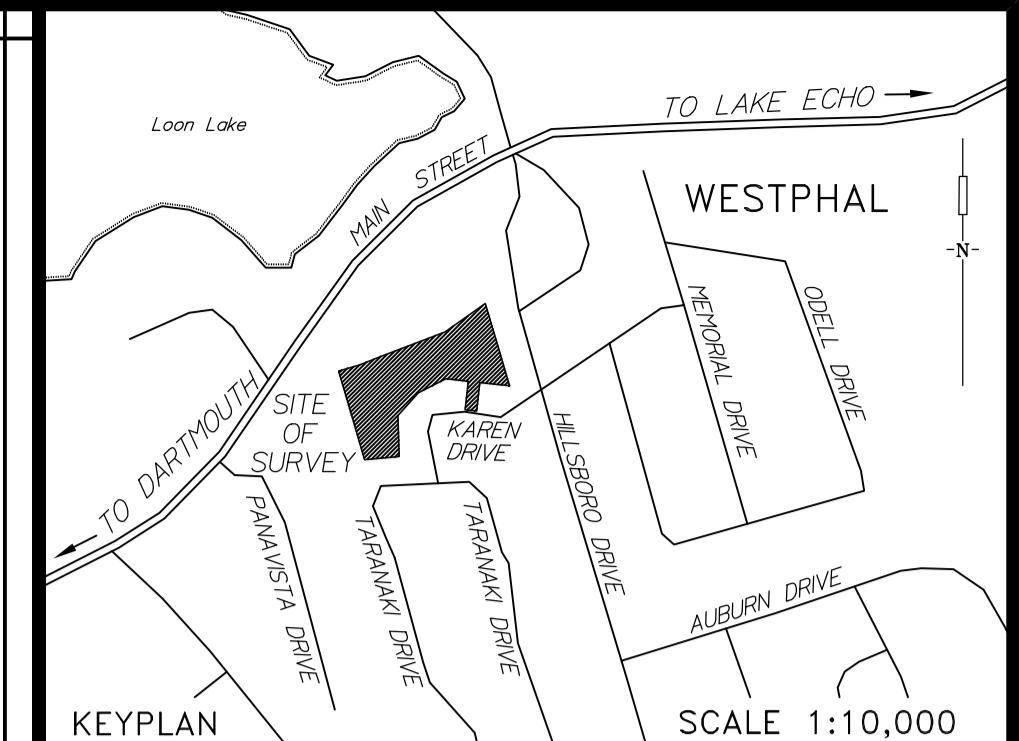 TO LAKE ECHO
Loon Lake
MAIN STREET
WESTPHAL
-N-
MEMORIAL DRIVE
ODELL DRIVE
TO DARTMOUTH
SITE
OF
SURVEY
KAREN
DRIVE
HILLSBORO DRIVE
PANAVISTA DRIVE
TARANAKI DRIVE
TARANAKI DRIVE
AUBURN DRIVE
KEYPLAN
SCALE 1:10,000